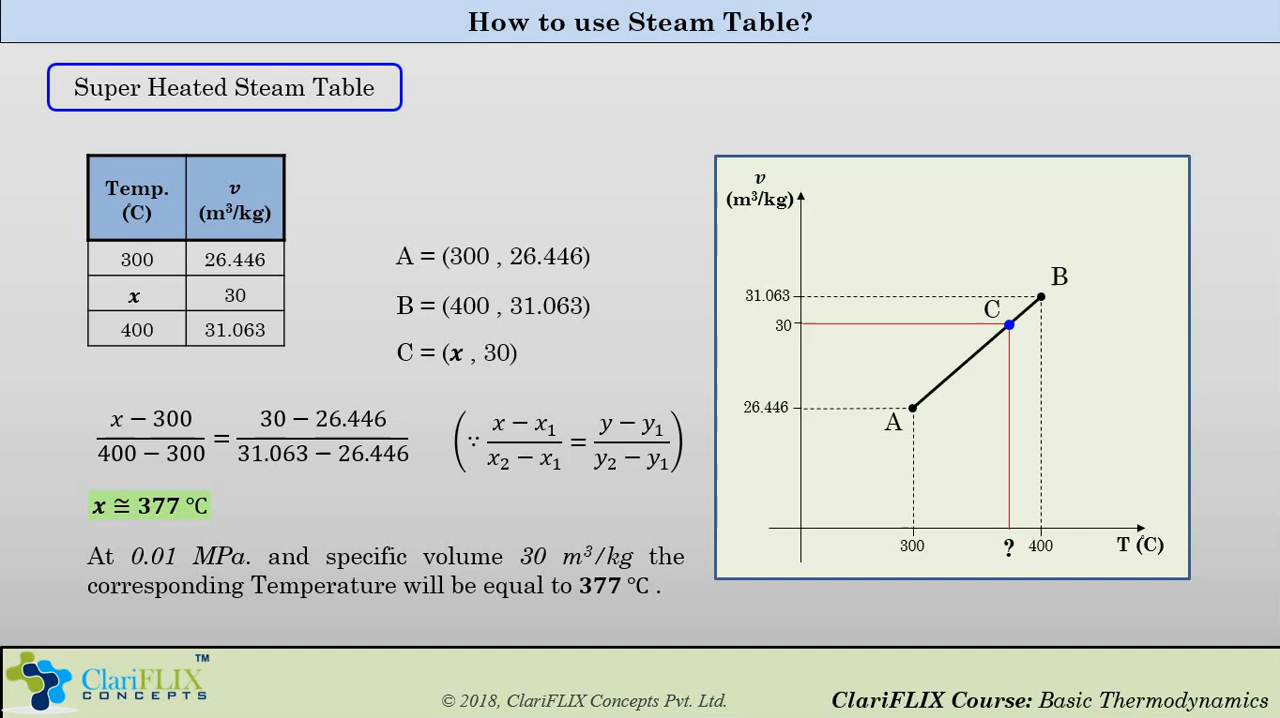 How to use Steam Table?
Super Heated Steam Table
Temp. (°C) v (m³/kg)
300 26.446
x 30
400 31.063
A = (300 , 26.446)
B = (400 , 31.063)
C = (x , 30)
(x − 300)/(400 − 300) = (30 − 26.446)/(31.063 − 26.446) (∵ (x − x₁)/(x₂ − x₁) = (y − y₁)/(y₂ − y₁))
x ≅ 377 °C
At 0.01 MPa. and specific volume 30 m³/kg the
corresponding Temperature will be equal to 377 °C .
v
(m³/kg)
B
31.063
C
30
26.446
A
300 ? 400 T (°C)
ClariFLIX TM
CONCEPTS
© 2018, ClariFLIX Concepts Pvt. Ltd.
ClariFLIX Course: Basic Thermodynamics